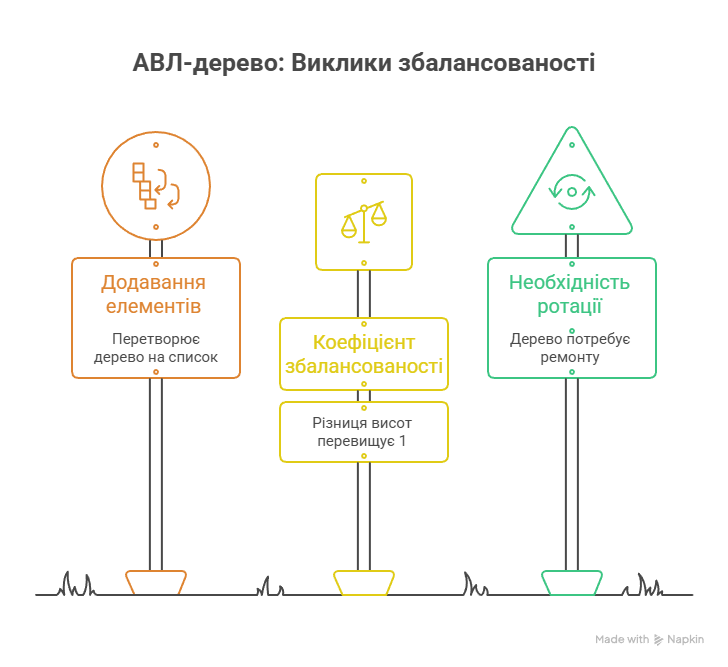 АВЛ-дерево: Виклики збалансованості
Додавання
елементів
Перетворює
дерево на список
Коефіцієнт
збалансованості
Різниця висот
перевищує 1
Необхідність
ротації
Дерево потребує
ремонту
Made with Napkin